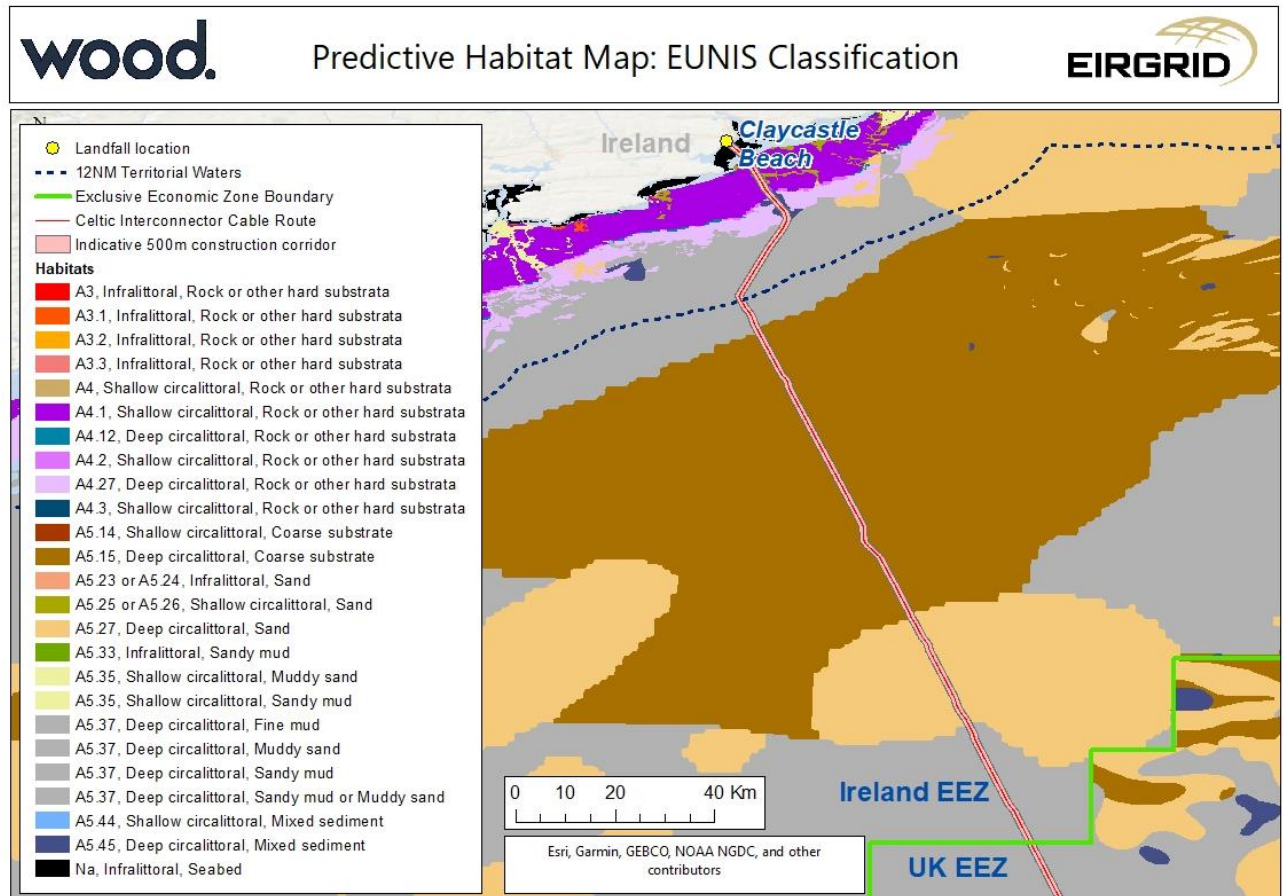 wood.
Predictive Habitat Map: EUNIS Classification
EIRGRID
N
Landfall location
12NM Territorial Waters
Exclusive Economic Zone Boundary
Celtic Interconnector Cable Route
Indicative 500m construction corridor
Habitats
A3, Infralittoral, Rock or other hard substrata
A3.1, Infralittoral, Rock or other hard substrata
A3.2, Infralittoral, Rock or other hard substrata
A3.3, Infralittoral, Rock or other hard substrata
A4, Shallow circalittoral, Rock or other hard substrata
A4.1, Shallow circalittoral, Rock or other hard substrata
A4.12, Deep circalittoral, Rock or other hard substrata
A4.2, Shallow circalittoral, Rock or other hard substrata
A4.27, Deep circalittoral, Rock or other hard substrata
A4.3, Shallow circalittoral, Rock or other hard substrata
A5.14, Shallow circalittoral, Coarse substrate
A5.15, Deep circalittoral, Coarse substrate
A5.23 or A5.24, Infralittoral, Sand
A5.25 or A5.26, Shallow circalittoral, Sand
A5.27, Deep circalittoral, Sand
A5.33, Infralittoral, Sandy mud
A5.35, Shallow circalittoral, Muddy sand
A5.35, Shallow circalittoral, Sandy mud
A5.37, Deep circalittoral, Fine mud
A5.37, Deep circalittoral, Muddy sand
A5.37, Deep circalittoral, Sandy mud
A5.37, Deep circalittoral, Sandy mud or Muddy sand
A5.44, Shallow circalittoral, Mixed sediment
A5.45, Deep circalittoral, Mixed sediment
Na, Infralittoral, Seabed
Ireland
Claycastle
Beach
0 10 20 40 Km
Esri, Garmin, GEBCO, NOAA NGDC, and other
contributors
Ireland EEZ
UK EEZ